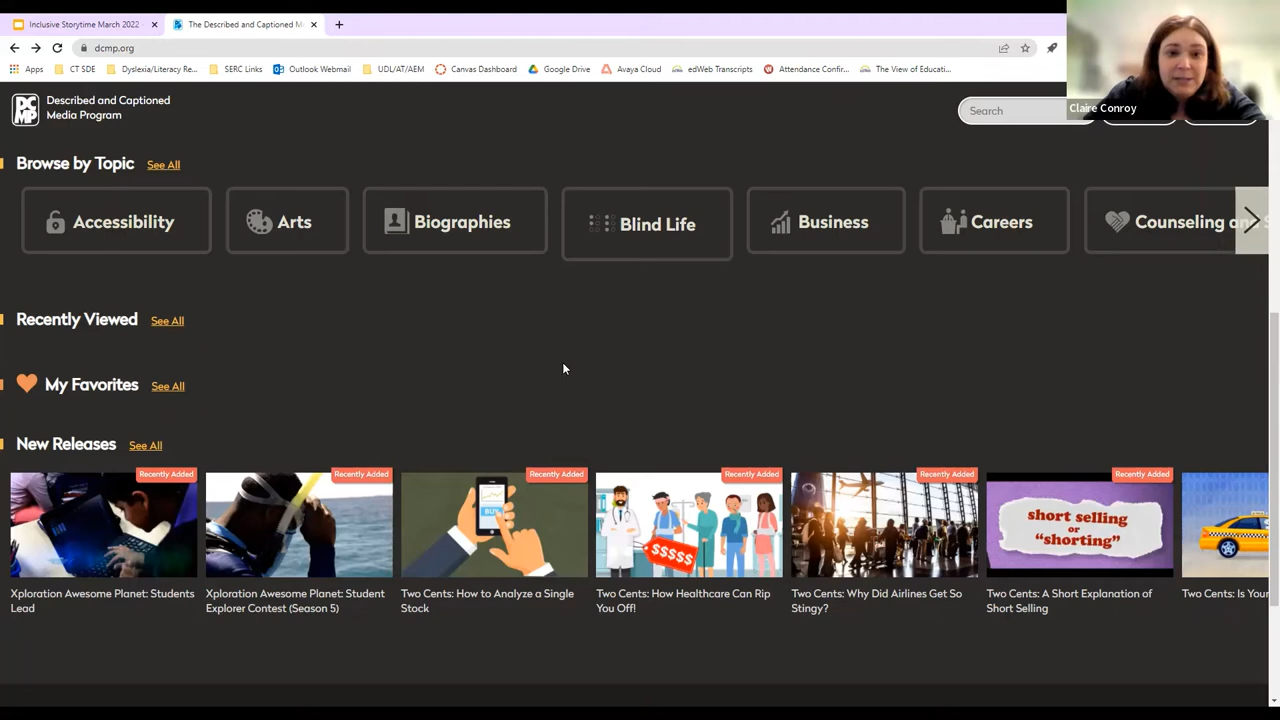 Inclusive Storytime March 2022
The Described and Captioned M
dcmp.org
Apps
CT SDE
Dyslexia/Literacy Re...
SERC Links
Outlook Webmail
UDL/AT/AEM
Canvas Dashboard
Google Drive
Avaya Cloud
edWeb Transcripts
Attendance Confir...
The View of Educati...
Claire Conroy
DC
MP
Described and Captioned
Media Program
Search
Browse by Topic
See All
Accessibility
Arts
Biographies
Blind Life
Business
Careers
Counseling
Recently Viewed
See All
My Favorites
See All
New Releases
See All
Recently Added
Recently Added
Recently Added
Recently Added
Recently Added
Recently Added
BUY
$$$$$
short selling
or
"shorting"
Xploration Awesome Planet: Students
Lead
Xploration Awesome Planet: Student
Explorer Contest (Season 5)
Two Cents: How to Analyze a Single
Stock
Two Cents: How Healthcare Can Rip
You Off!
Two Cents: Why Did Airlines Get So
Stingy?
Two Cents: A Short Explanation of
Short Selling
Two Cents: Is Your